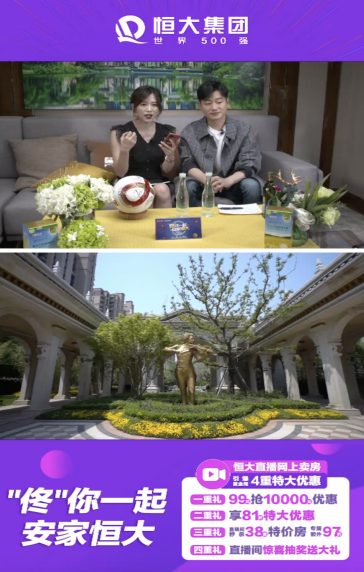 恒大集团
世界500强
"佟"你一起
安家恒大
恒大直播网上卖房
4重特大优惠
一重礼 99元抢10000元优惠
二重礼 享81折特大优惠
三重礼 38套特价房 97折
四重礼 直播间惊喜抽奖送大礼